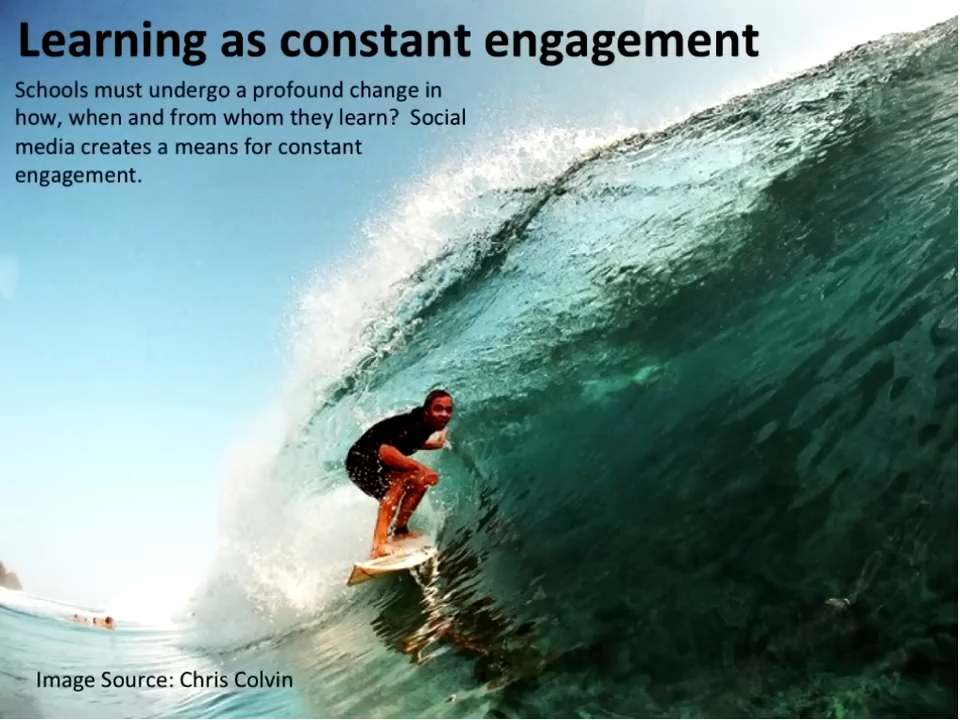 Learning as constant engagement
Schools must undergo a profound change in
how, when and from whom they learn?  Social
media creates a means for constant
engagement.
Image Source: Chris Colvin